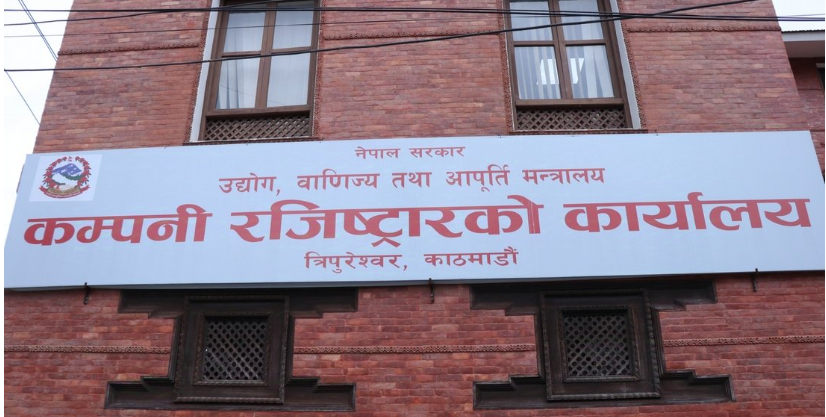 नेपाल सरकार
उद्योग, वाणिज्य तथा आपूर्ति मन्त्रालय
कम्पनी रजिष्ट्रारको कार्यालय
त्रिपुरेश्वर, काठमाडौं